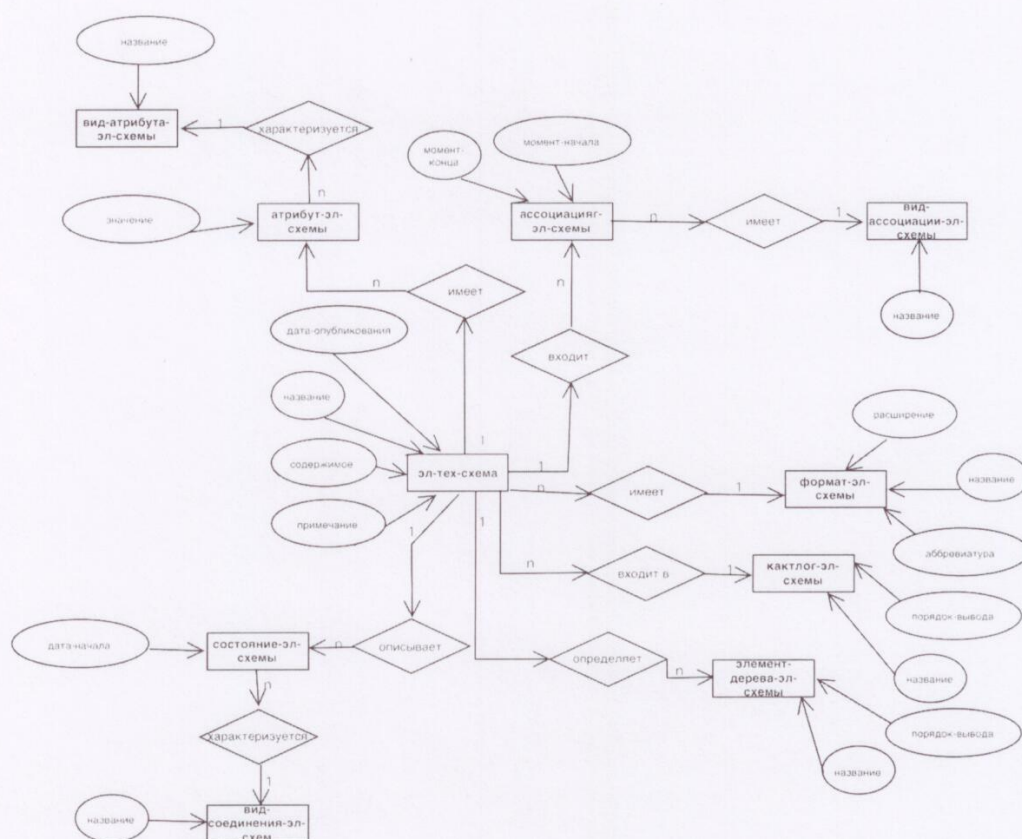 название
вид-атрибута-
эл-схемы
1
характеризуется
n
значение
атрибут-эл-
схемы
n
имеет
момент-
конца
момент-начала
ассоциацияг-
эл-схемы
n
имеет
1
вид-
ассоциации-эл-
схемы
название
n
входит
дата-опубликования
название
содержимое
примечание
1
эл-тех-схема
1
n
имеет
1
формат-эл-
схемы
расширение
название
аббревиатура
1
1
n
входит в
1
кактлог-эл-
схемы
порядок-вывода
название
определяет
n
элемент-
дерева-эл-
схемы
порядок-вывода
название
описывает
n
состояние-эл-
схемы
дата-начала
n
характеризуется
1
вид-
соединения-эл-
схем
название